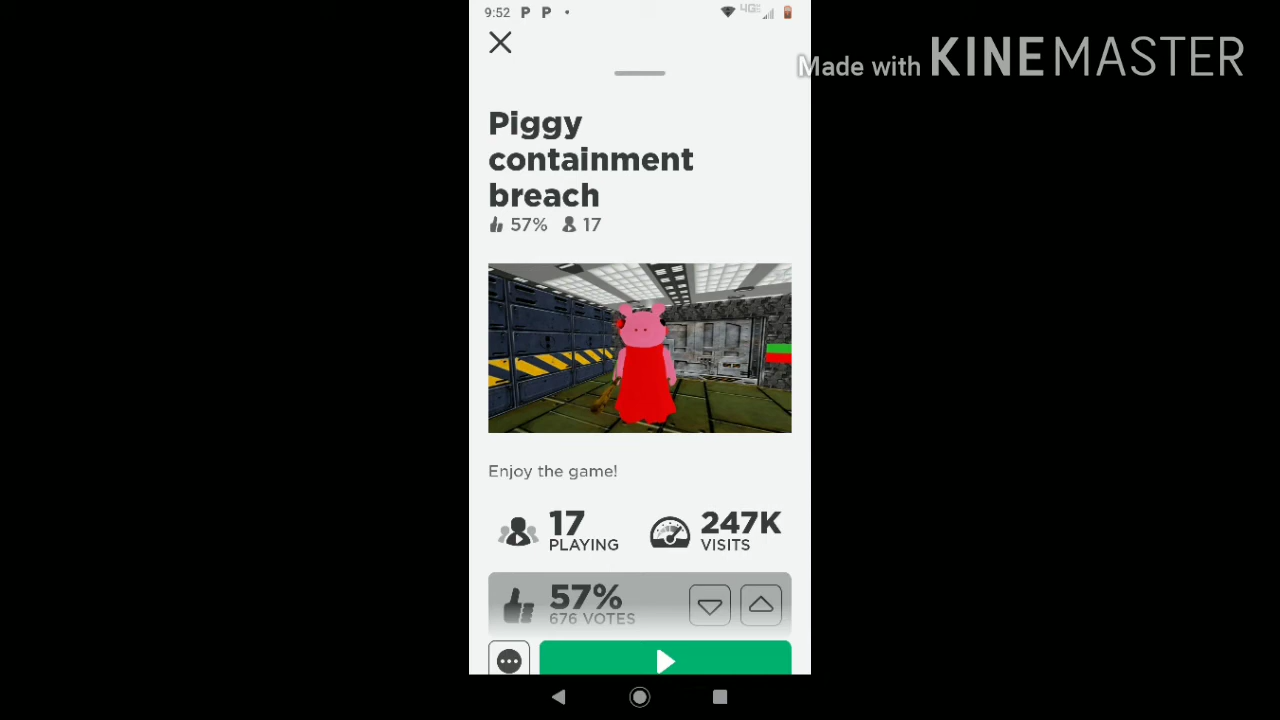 9:52 P P
4G
Made with KINEMASTER
Piggy
containment
breach
57% 17
Enjoy the game!
17
PLAYING
247K
VISITS
57%
676 VOTES